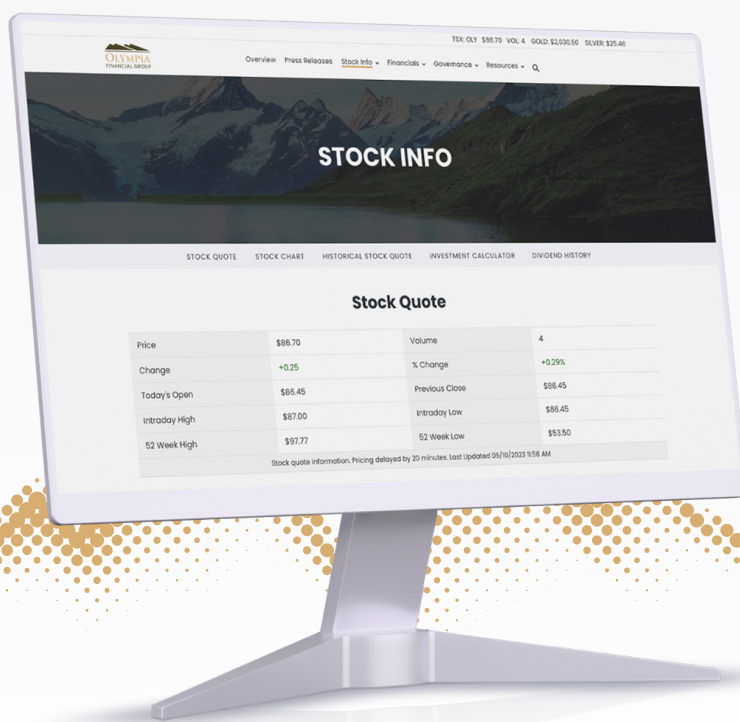 TSX: OLY $86.70 VOL: 4 GOLD: $2,030.50 SILVER: $25.46
OLYMPIA
FINANCIAL GROUP
Overview Press Releases Stock Info Financials Governance Resources
STOCK INFO
STOCK QUOTE STOCK CHART HISTORICAL STOCK QUOTE INVESTMENT CALCULATOR DIVIDEND HISTORY
Stock Quote
Price $86.70 Volume 4
Change +0.25 % Change +0.29%
Today's Open $86.45 Previous Close $86.45
Intraday High $87.00 Intraday Low $86.45
52 Week High $97.77 52 Week Low $53.50
Stock quote information. Pricing delayed by 20 minutes. Last Updated 05/10/2023 11:56 AM